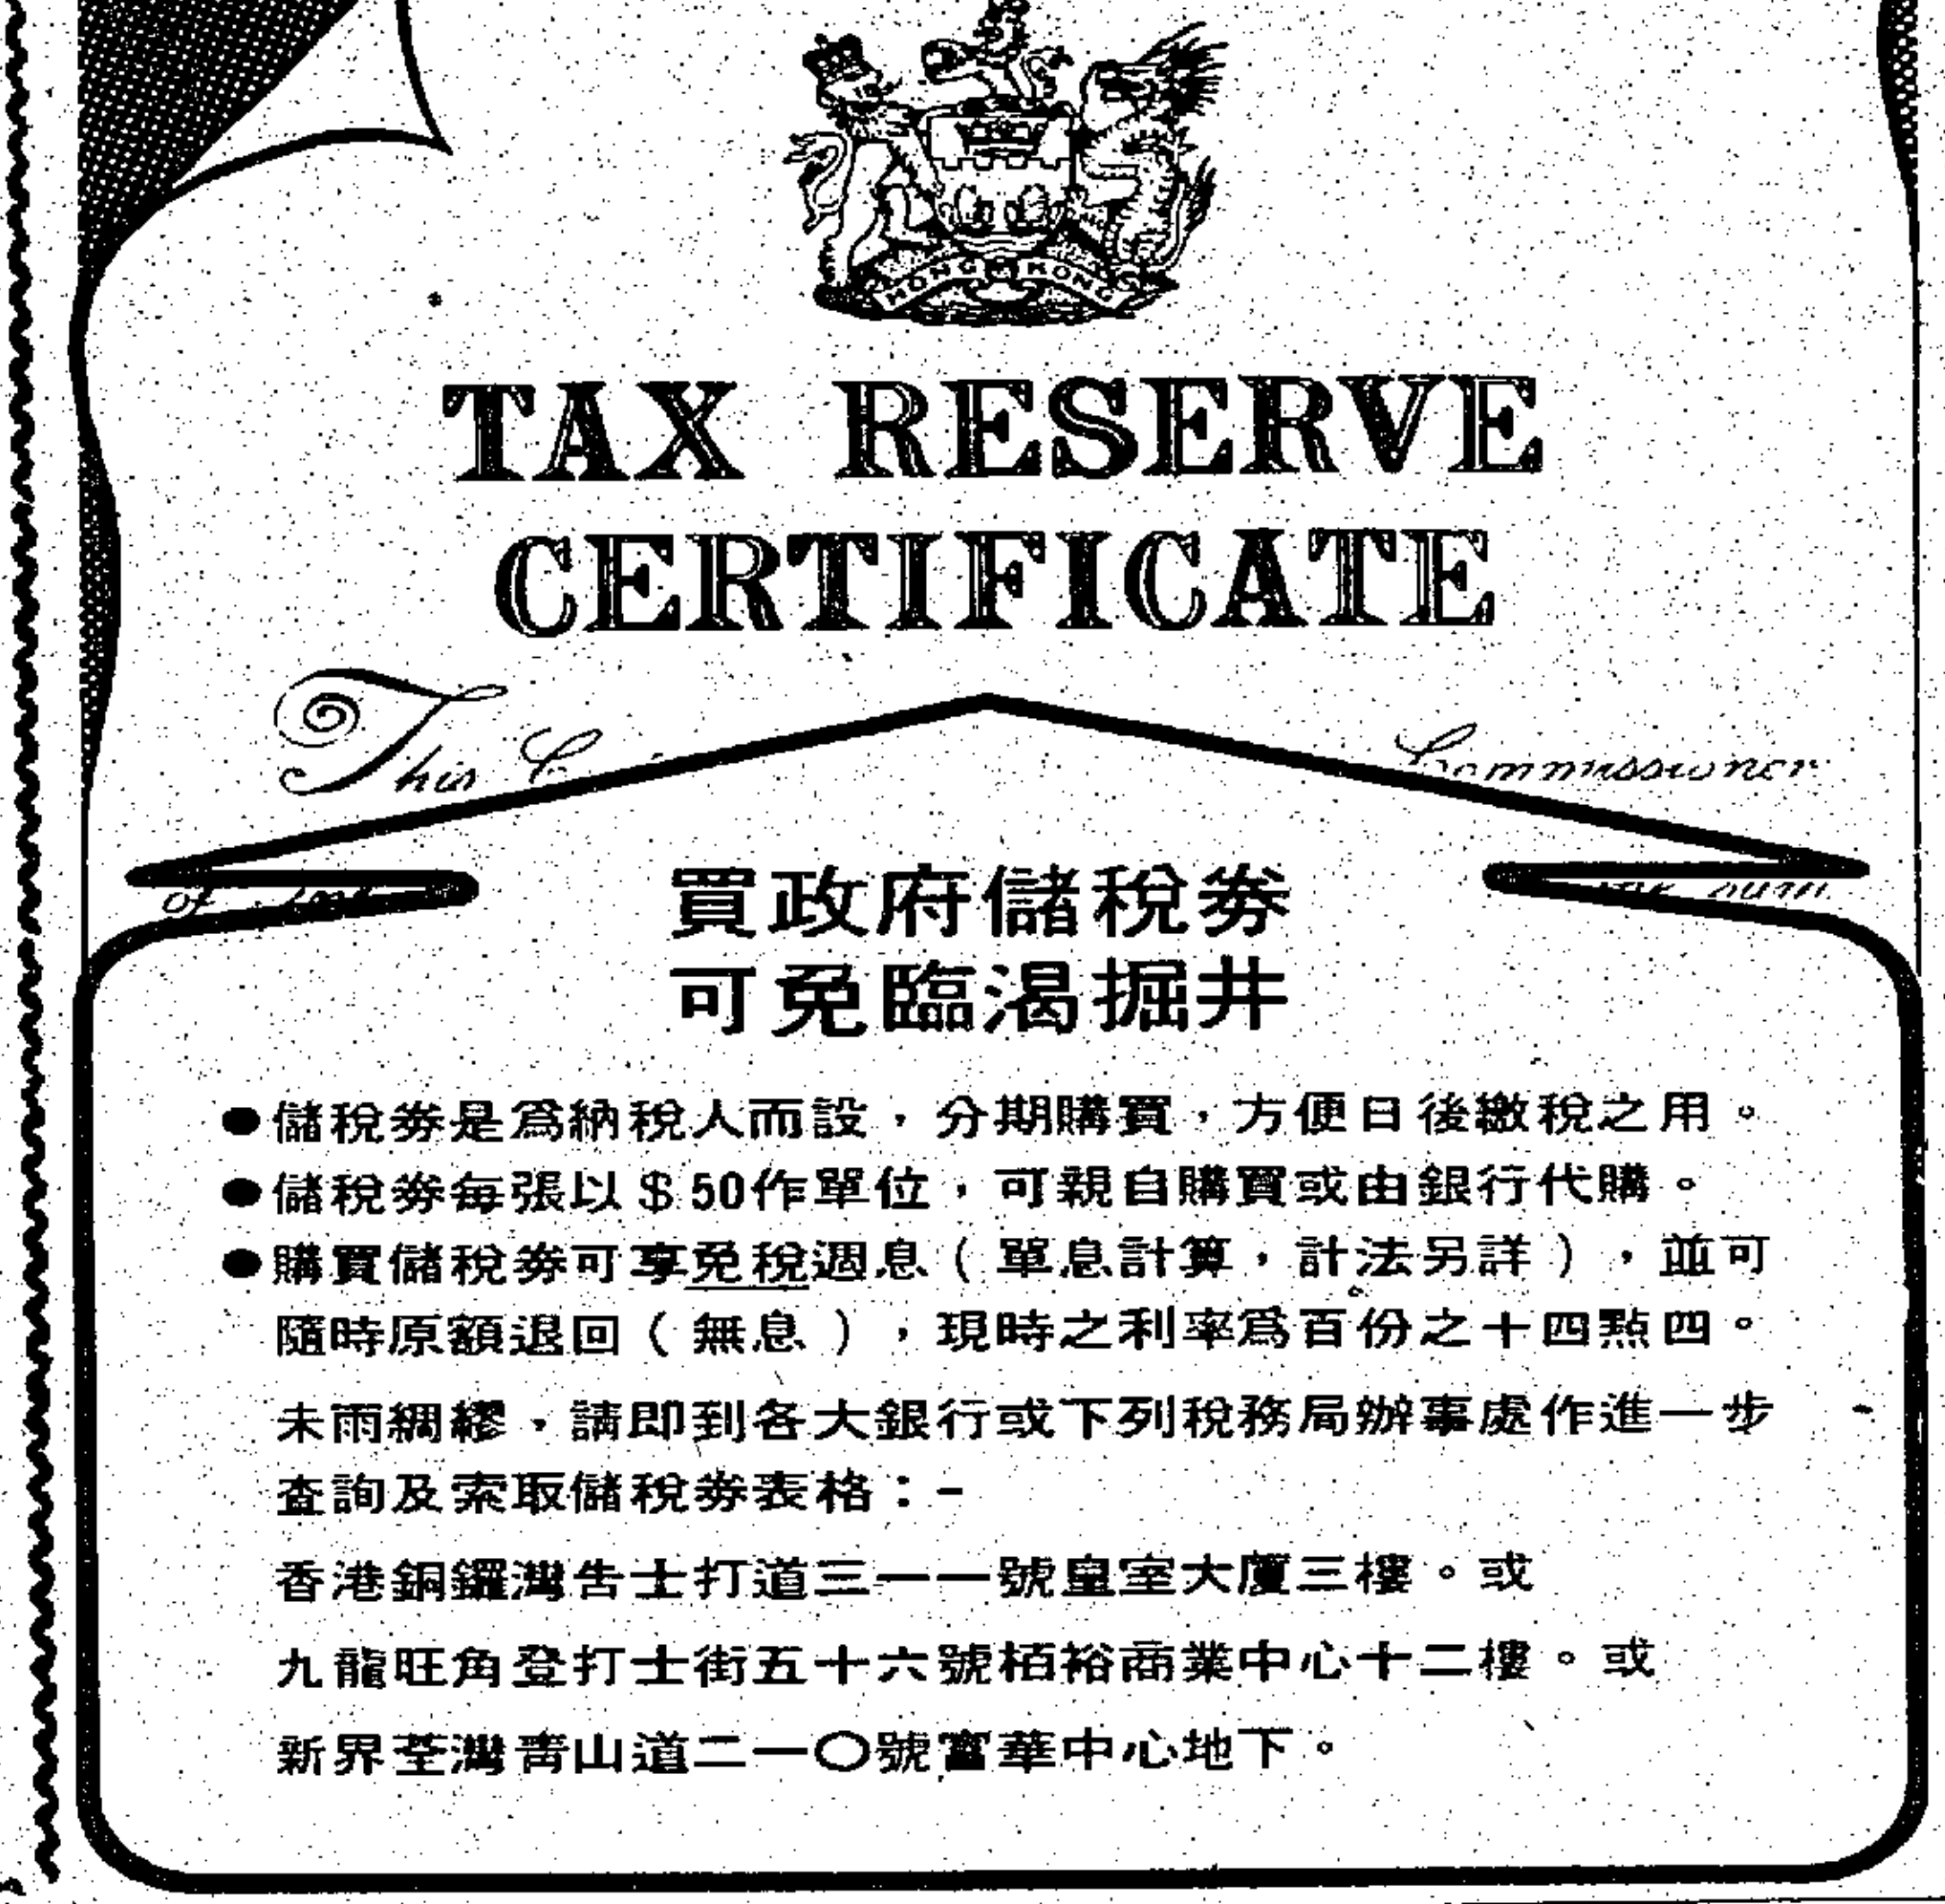 HONG KONG
TAX RESERVE
CERTIFICATE
This Commissioner
of
買政府儲稅券
可免臨渴掘井
●儲稅券是爲納稅人而設，分期購買，方便日後繳稅之用。
●儲稅券每張以＄50作單位，可親自購買或由銀行代購。
●購買儲稅券可享免稅週息（單息計算，計法另詳），並可
隨時原額退回（無息），現時之利率爲百份之十四點四。
未雨綢繆，請即到各大銀行或下列稅務局辦事處作進一步
查詢及索取儲稅券表格：-
香港銅鑼灣告士打道三一一號皇室大廈三樓。或
九龍旺角登打士街五十六號栢裕商業中心十二樓。或
新界荃灣靑山道二一〇號富華中心地下。